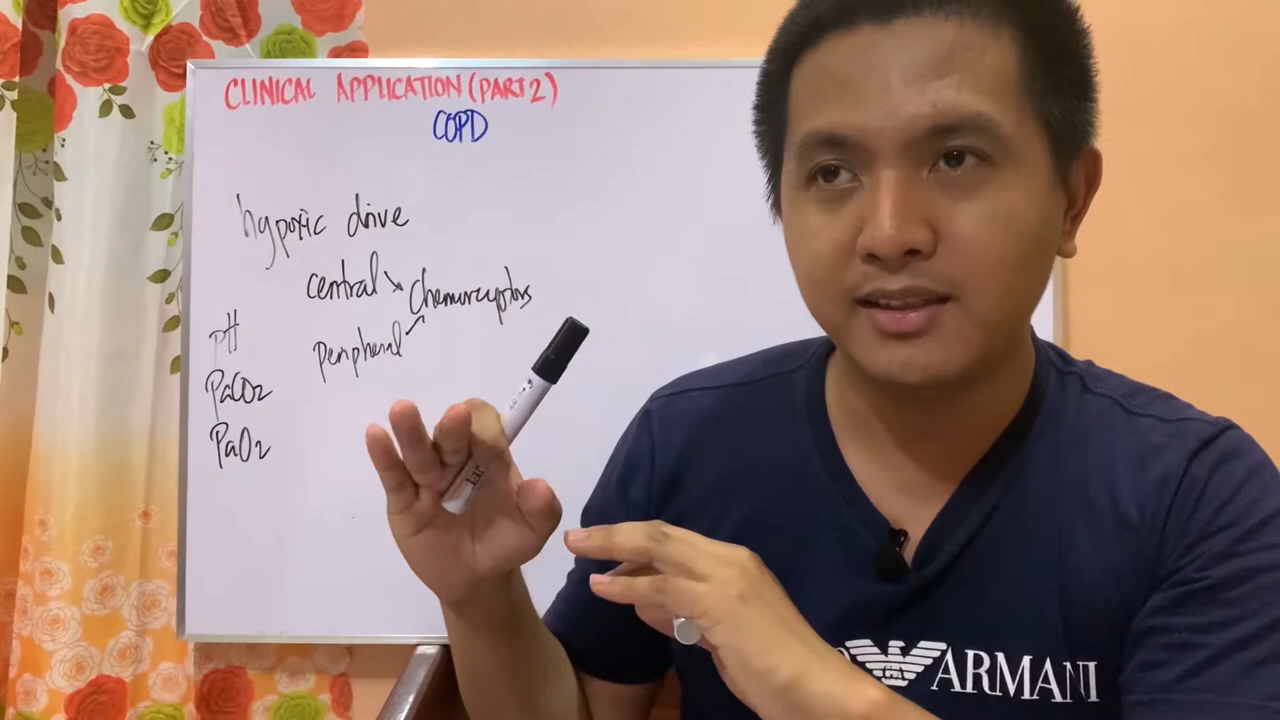 CLINICAL APPLICATION (PART 2)
COPD
hypoxic drive
central
Chemoreceptors
peripheral
pH
PaCO2
PaO2
ARMANI